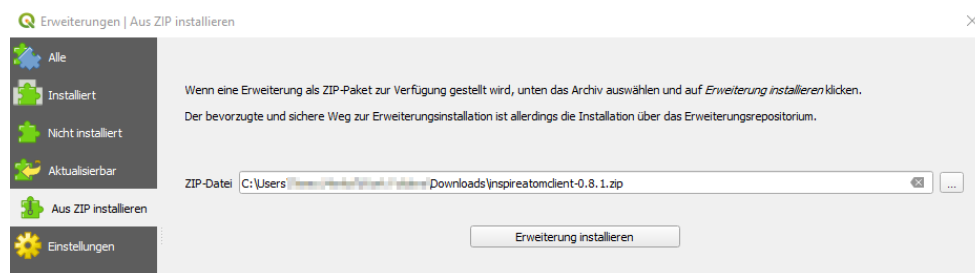 Erweiterungen | Aus ZIP installieren
Alle
Installiert
Nicht installiert
Aktualisierbar
Aus ZIP installieren
Einstellungen
Wenn eine Erweiterung als ZIP-Paket zur Verfügung gestellt wird, unten das Archiv auswählen und auf Erweiterung installieren klicken.
Der bevorzugte und sichere Weg zur Erweiterungsinstallation ist allerdings die Installation über das Erweiterungsrepositorium.
ZIP-Datei C:\Users Downloads\inspireatomclient-0.8.1.zip ...
Erweiterung installieren